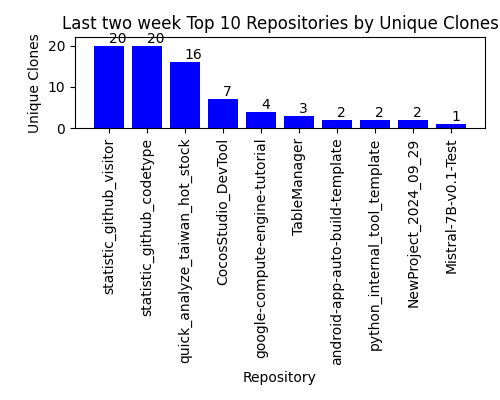 Last two week Top 10 Repositories by Unique Clones
Unique Clones
20
10
0
20
20
16
7
4
3
2
2
2
1
statistic_github_visitor
statistic_github_codetype
quick_analyze_taiwan_hot_stock
CocosStudio_DevTool
google-compute-engine-tutorial
TableManager
android-app-auto-build-template
python_internal_tool_template
NewProject_2024_09_29
Mistral-7B-v0.1-Test
Repository